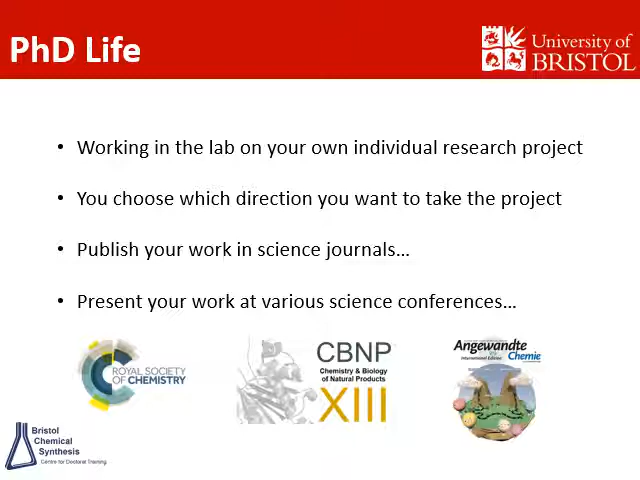 PhD Life
University of
BRISTOL
• Working in the lab on your own individual research project
• You choose which direction you want to take the project
• Publish your work in science journals…
• Present your work at various science conferences…
ROYAL SOCIETY
OF CHEMISTRY
CBNP
Chemistry & Biology
of Natural Products
XIII
Angewandte
International Edition
Chemie
Bristol
Chemical
Synthesis
Centre for Doctoral Training